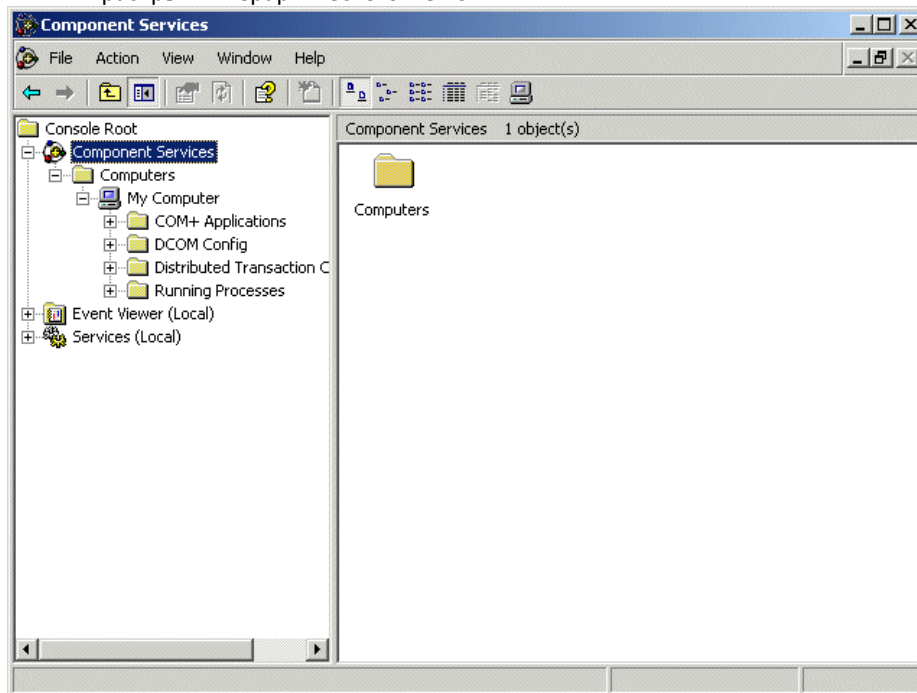 Component Services
File Action View Window Help
Console Root
Component Services 1 object(s)
Component Services
Computers
My Computer
COM+ Applications
DCOM Config
Distributed Transaction C
Running Processes
Event Viewer (Local)
Services (Local)
Computers